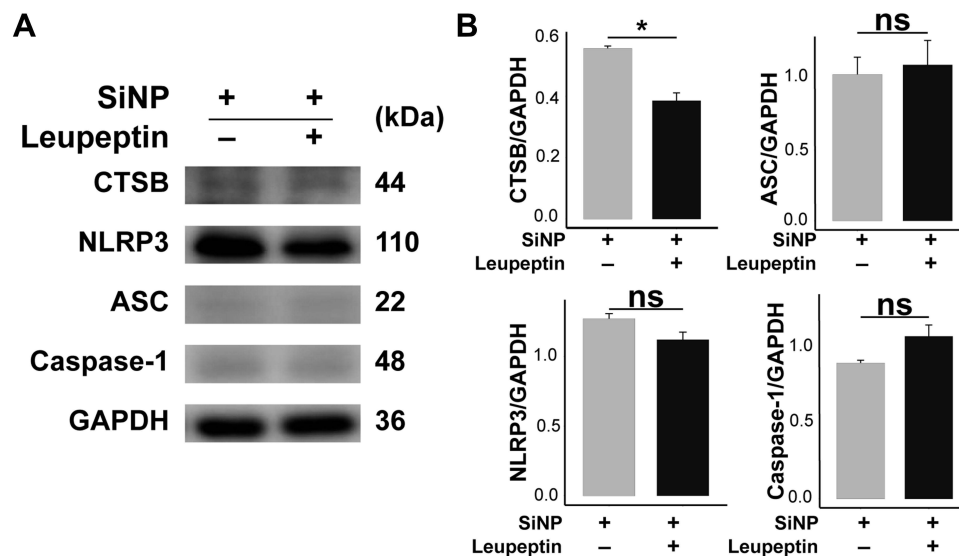 A
SiNP + +
Leupeptin – + (kDa)
CTSB 44
NLRP3 110
ASC 22
Caspase-1 48
GAPDH 36
B
CTSB/GAPDH
0.6
0.4
0.2
0.0
*
SiNP + +
Leupeptin – +
ASC/GAPDH
1.0
0.5
0.0
ns
SiNP + +
Leupeptin – +
NLRP3/GAPDH
1.0
0.5
0.0
ns
SiNP + +
Leupeptin – +
Caspase-1/GAPDH
1.0
0.5
0.0
ns
SiNP + +
Leupeptin – +